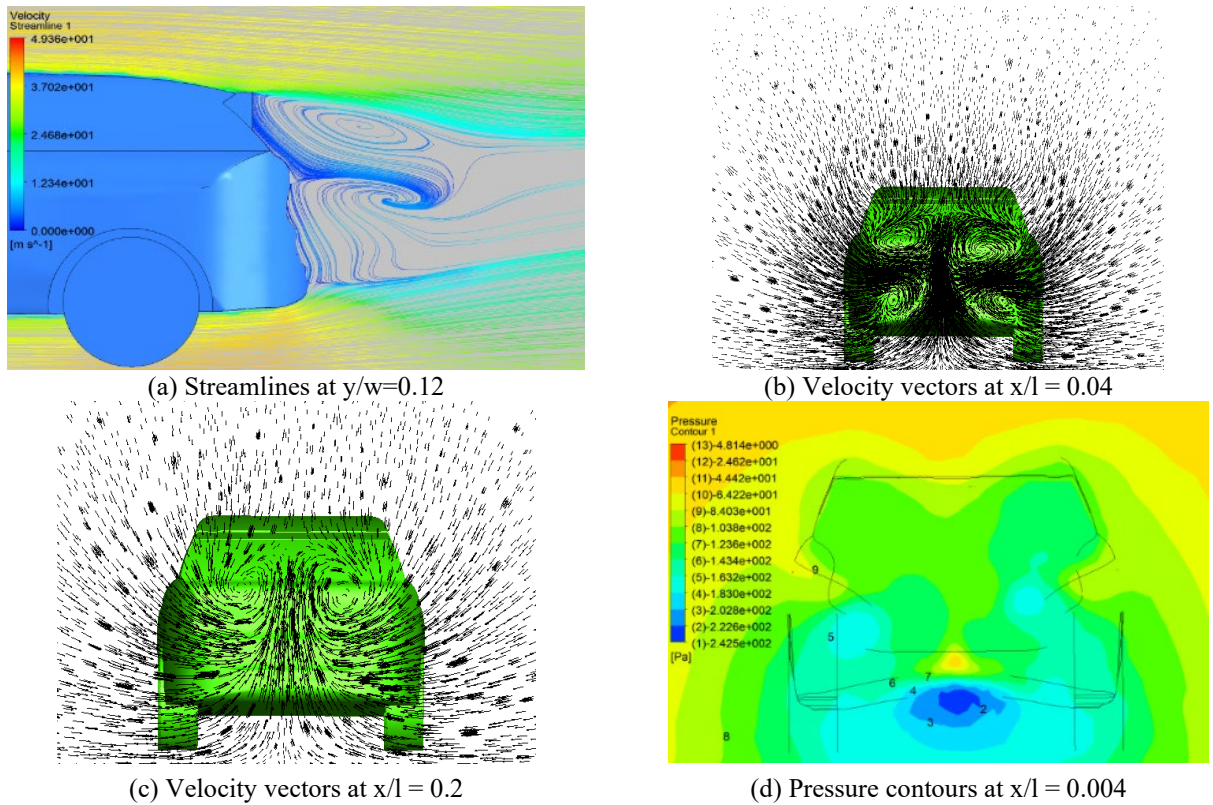 Velocity
Streamline 1
4.936e+001
3.702e+001
2.468e+001
1.234e+001
0.000e+000
[m s^-1]
(a) Streamlines at y/w=0.12
(b) Velocity vectors at x/l = 0.04
(c) Velocity vectors at x/l = 0.2
Pressure
Contour 1
(13)-4.814e+000
(12)-2.462e+001
(11)-4.442e+001
(10)-6.422e+001
(9)-8.403e+001
(8)-1.038e+002
(7)-1.236e+002
(6)-1.434e+002
(5)-1.632e+002
(4)-1.830e+002
(3)-2.028e+002
(2)-2.226e+002
(1)-2.425e+002
[Pa]
9
5
7
6
4
2
3
8
(d) Pressure contours at x/l = 0.004